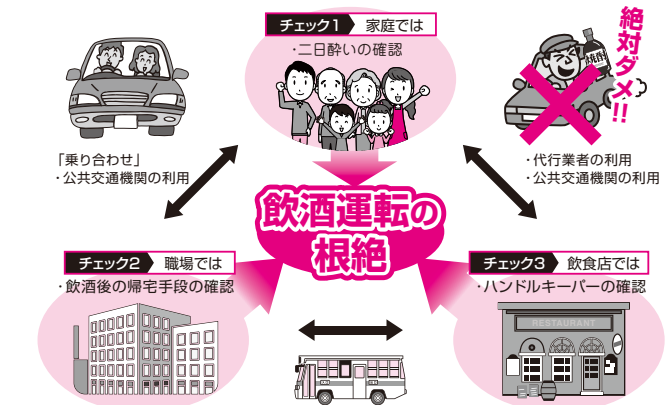 チェック1 家庭では
・二日酔いの確認
絶対ダメ!!
焼酎
「乗り合わせ」
・公共交通機関の利用
・代行業者の利用
・公共交通機関の利用
飲酒運転の
根絶
チェック2 職場では
・飲酒後の帰宅手段の確認
チェック3 飲食店では
・ハンドルキーパーの確認
RESTAURANT